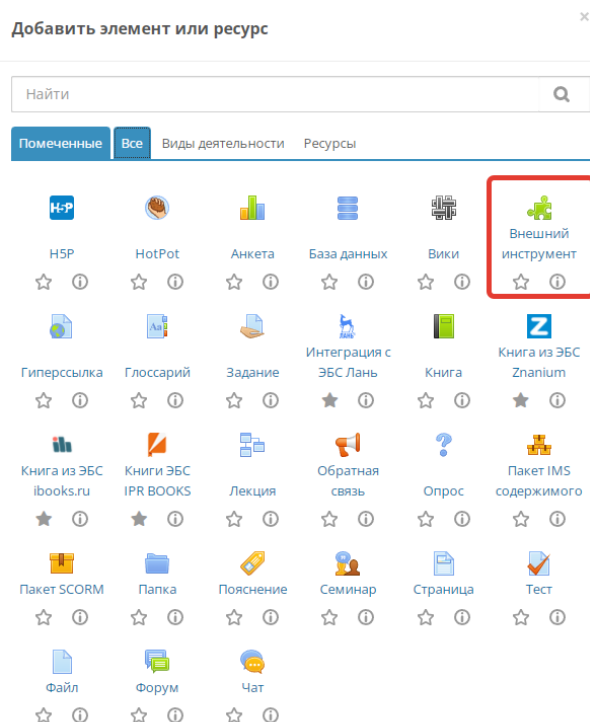 Добавить элемент или ресурс
×
Найти
Помеченные Все Виды деятельности Ресурсы
H-P
H5P
HotPot
Анкета
База данных
Вики
Внешний
инструмент
Гиперссылка
Aa
Глоссарий
Задание
Интеграция с
ЭБС Лань
Книга
Z
Книга из ЭБС
Znanium
Книга из ЭБС
ibooks.ru
Книги ЭБС
IPR BOOKS
Лекция
Обратная
связь
Опрос
Пакет IMS
содержимого
Пакет SCORM
Папка
Пояснение
Семинар
Страница
Тест
Файл
Форум
Чат